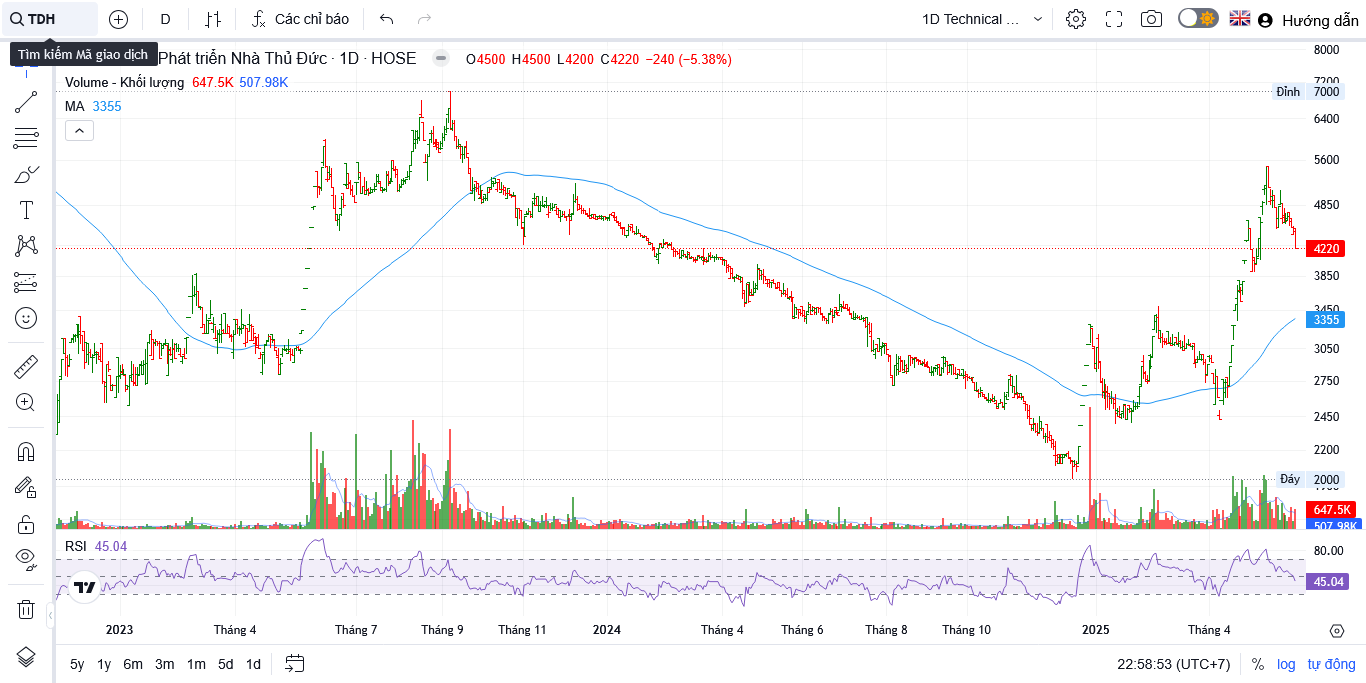 TDH D Các chỉ báo 1D Technical ... Hướng dẫn
Tìm kiếm Mã giao dịch
Phát triển Nhà Thủ Đức · 1D · HOSE O4500 H4500 L4200 C4220 −240 (−5.38%)
Volume - Khối lượng 647.5K 507.98K
MA 3355
8000
7200
Đỉnh 7000
6400
5600
4850
4220
3850
3450
3355
3050
2750
2450
2200
Đáy 2000
647.5K
507.98K
RSI 45.04
80.00
45.04
2023 Tháng 4 Tháng 7 Tháng 9 Tháng 11 2024 Tháng 4 Tháng 6 Tháng 8 Tháng 10 2025 Tháng 4
5y 1y 6m 3m 1m 5d 1d 22:58:53 (UTC+7) % log tự động